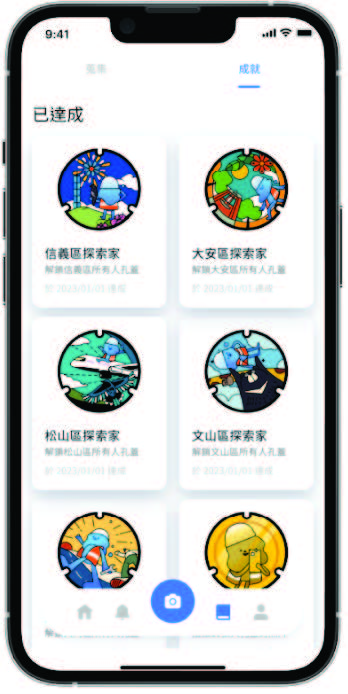 9:41
蒐集
成就
已達成
信義區探索家
大安區探索家
解鎖信義區所有人孔蓋
解鎖大安區所有人孔蓋
於 2023/01/01 達成
於 2023/01/01 達成
松山區探索家
文山區探索家
解鎖松山區所有人孔蓋
解鎖文山區所有人孔蓋
於 2023/01/01 達成
於 2023/01/01 達成